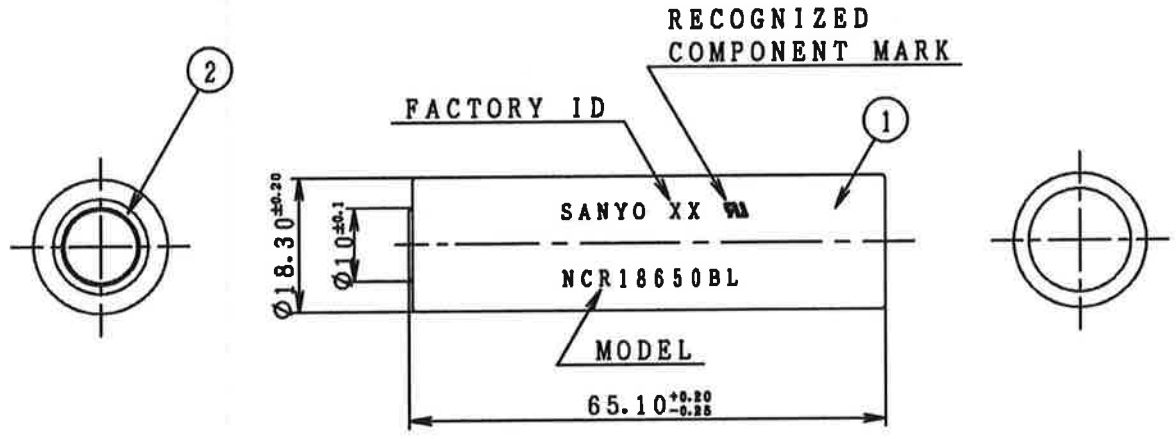 RECOGNIZED
COMPONENT MARK
2
FACTORY ID
1
Ø18.30±0.20
Ø10±0.1
SANYO XX
NCR18650BL
MODEL
65.10+0.20 -0.25